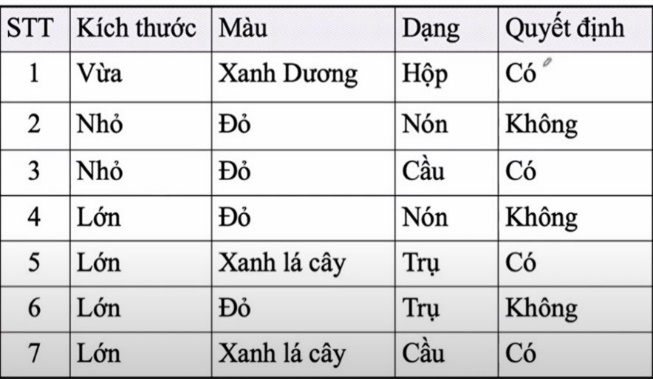 STT Kích thước Màu Dạng Quyết định
1 Vừa Xanh Dương Hộp Có
2 Nhỏ Đỏ Nón Không
3 Nhỏ Đỏ Cầu Có
4 Lớn Đỏ Nón Không
5 Lớn Xanh lá cây Trụ Có
6 Lớn Đỏ Trụ Không
7 Lớn Xanh lá cây Cầu Có